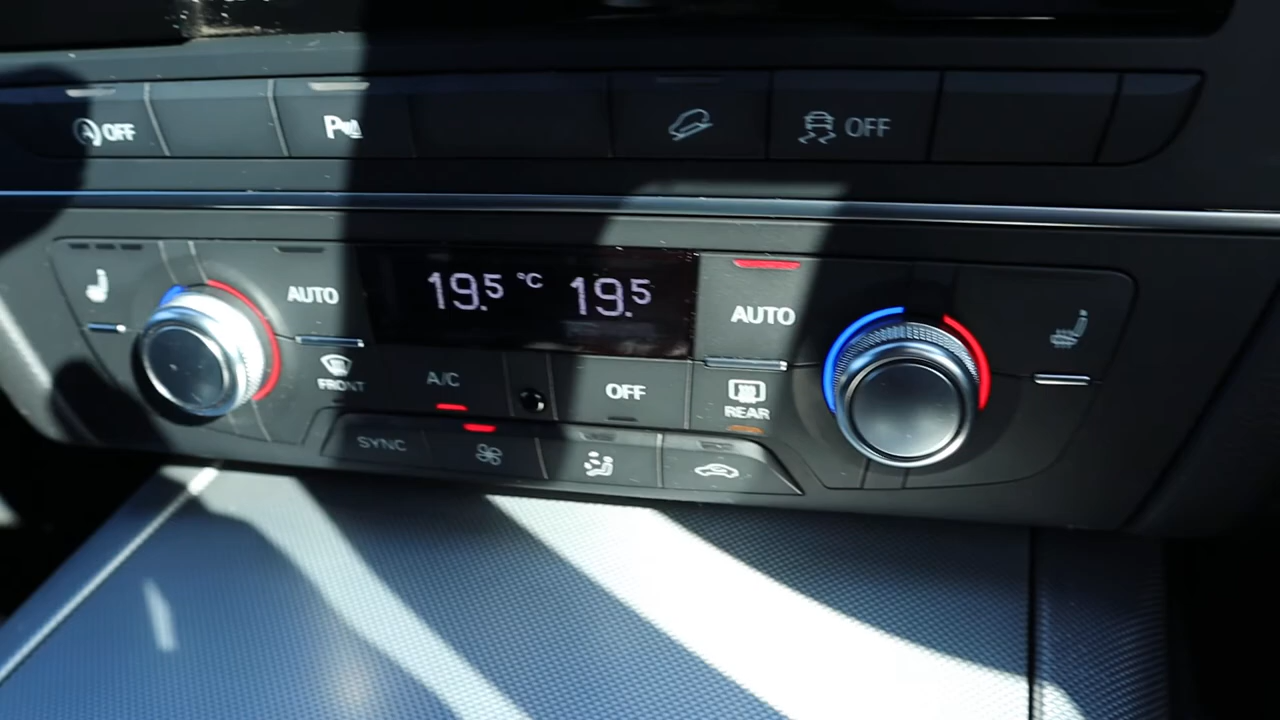 OFF
P
OFF
AUTO
19.5 °C 19.5
AUTO
FRONT
A/C
OFF
REAR
SYNC